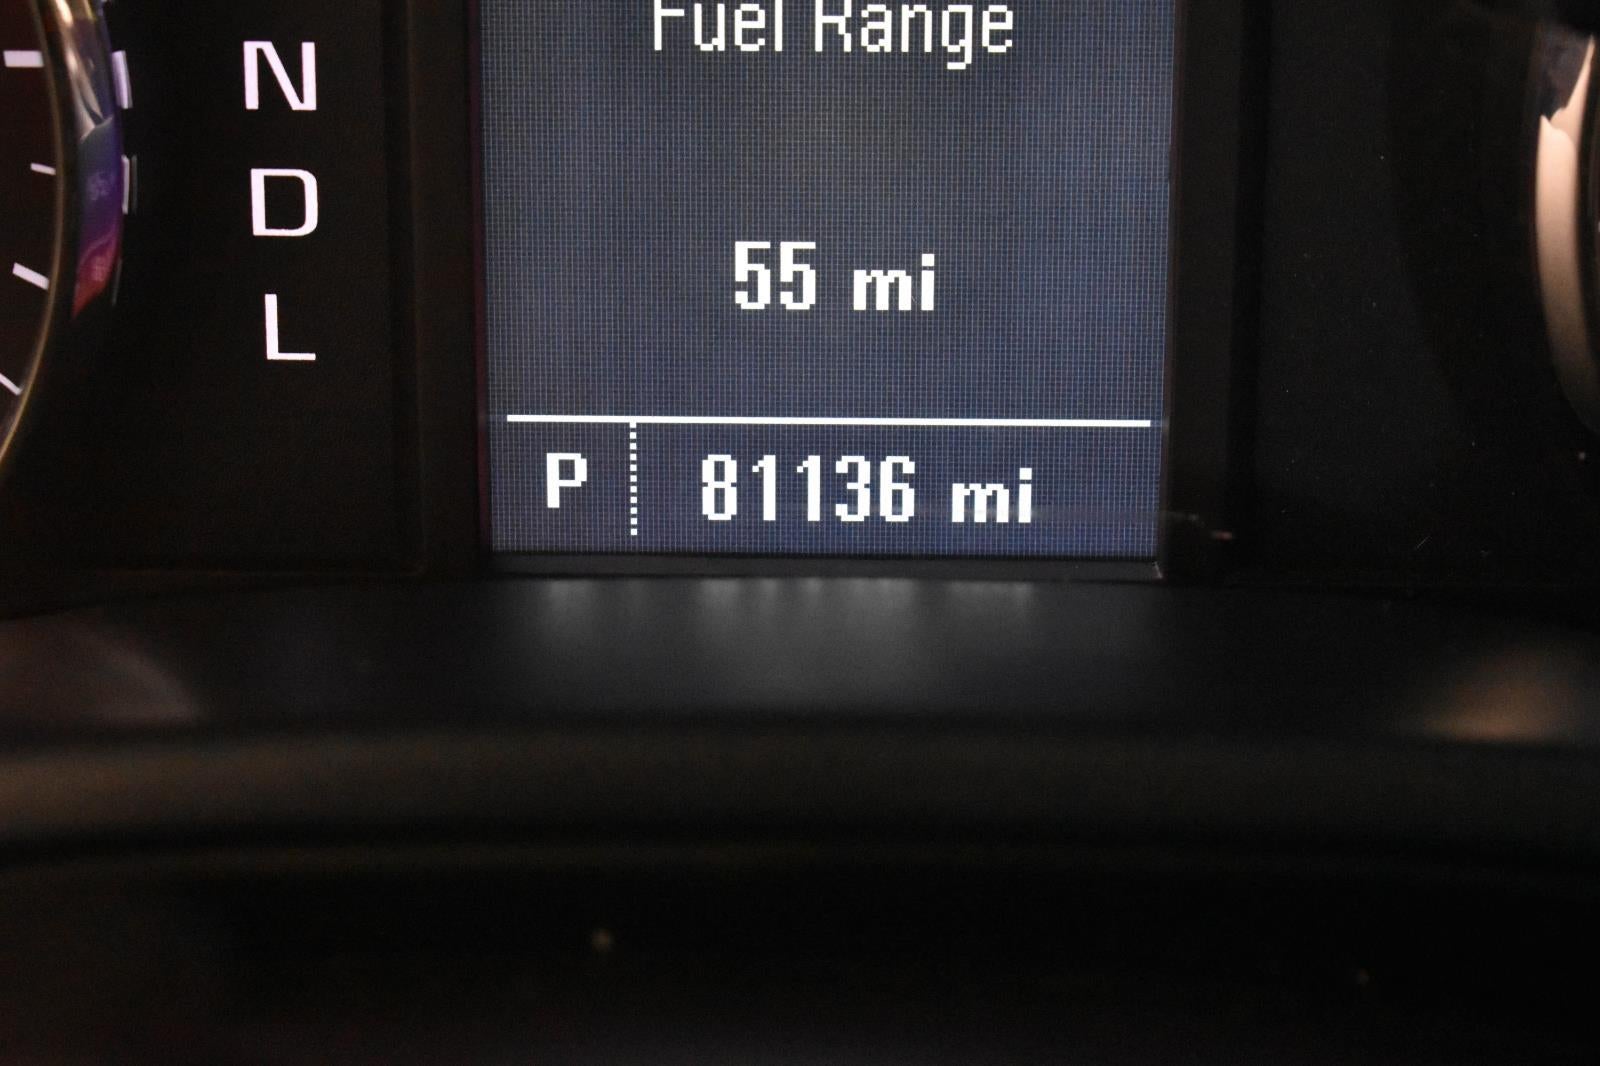 Fuel Range
N
D
55 mi
L
P 81136 mi